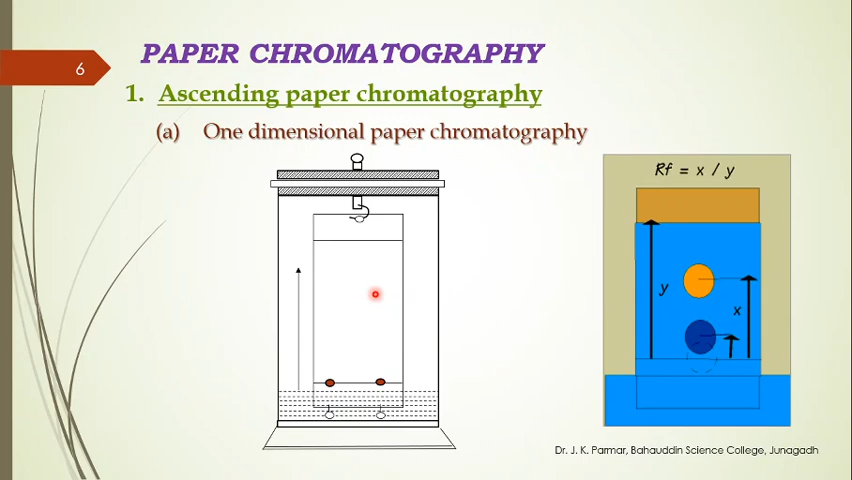 6
PAPER CHROMATOGRAPHY
1. Ascending paper chromatography
(a) One dimensional paper chromatography
Rf = x / y
y
x
Dr. J. K. Parmar, Bahauddin Science College, Junagadh